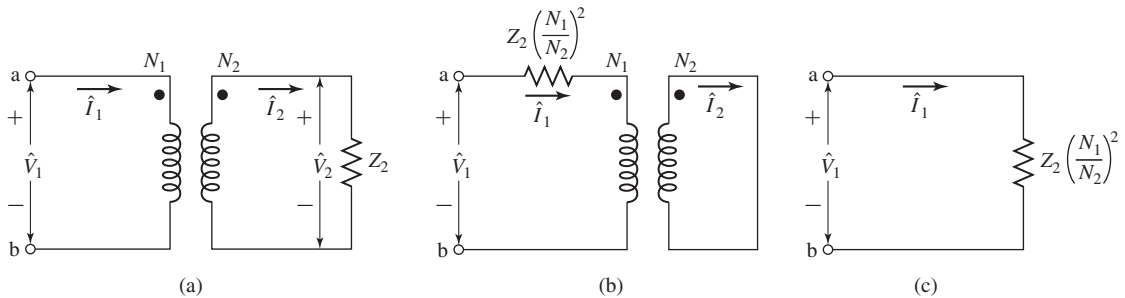 a
N₁
N₂
Î₁
Î₂
+
V̂₁
−
+
V̂₂
−
Z₂
b
(a)
Z₂ (N₁/N₂)²
a
N₁
N₂
Î₁
Î₂
+
V̂₁
−
b
(b)
a
Î₁
+
V̂₁
−
Z₂ (N₁/N₂)²
b
(c)